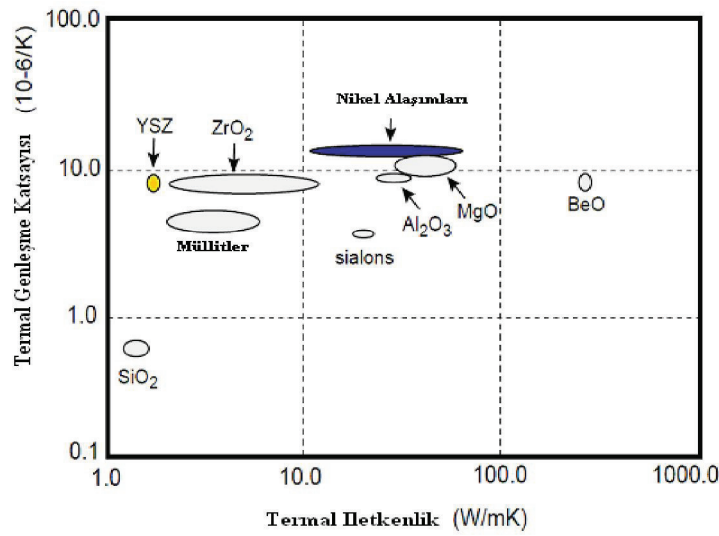 100.0
10.0
1.0
0.1
Termal Genleşme Katsayısı (10-6/K)
Nikel Alaşımları
YSZ
ZrO₂
MgO
BeO
Al₂O₃
Müllitler
sialons
SiO₂
1.0 10.0 100.0 1000.0
Termal Iletkenlik (W/mK)